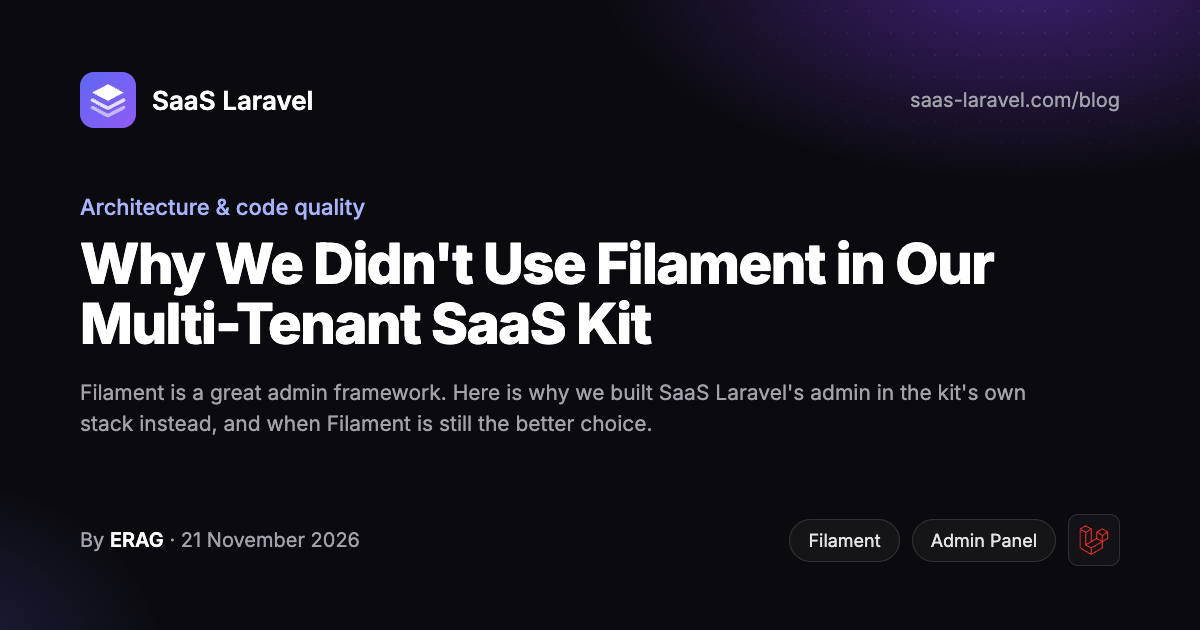 SaaS Laravel
saas-laravel.com/blog
Architecture & code quality
Why We Didn't Use Filament in Our
Multi-Tenant SaaS Kit
Filament is a great admin framework. Here is why we built SaaS Laravel's admin in the kit's own
stack instead, and when Filament is still the better choice.
By ERAG · 21 November 2026
Filament
Admin Panel